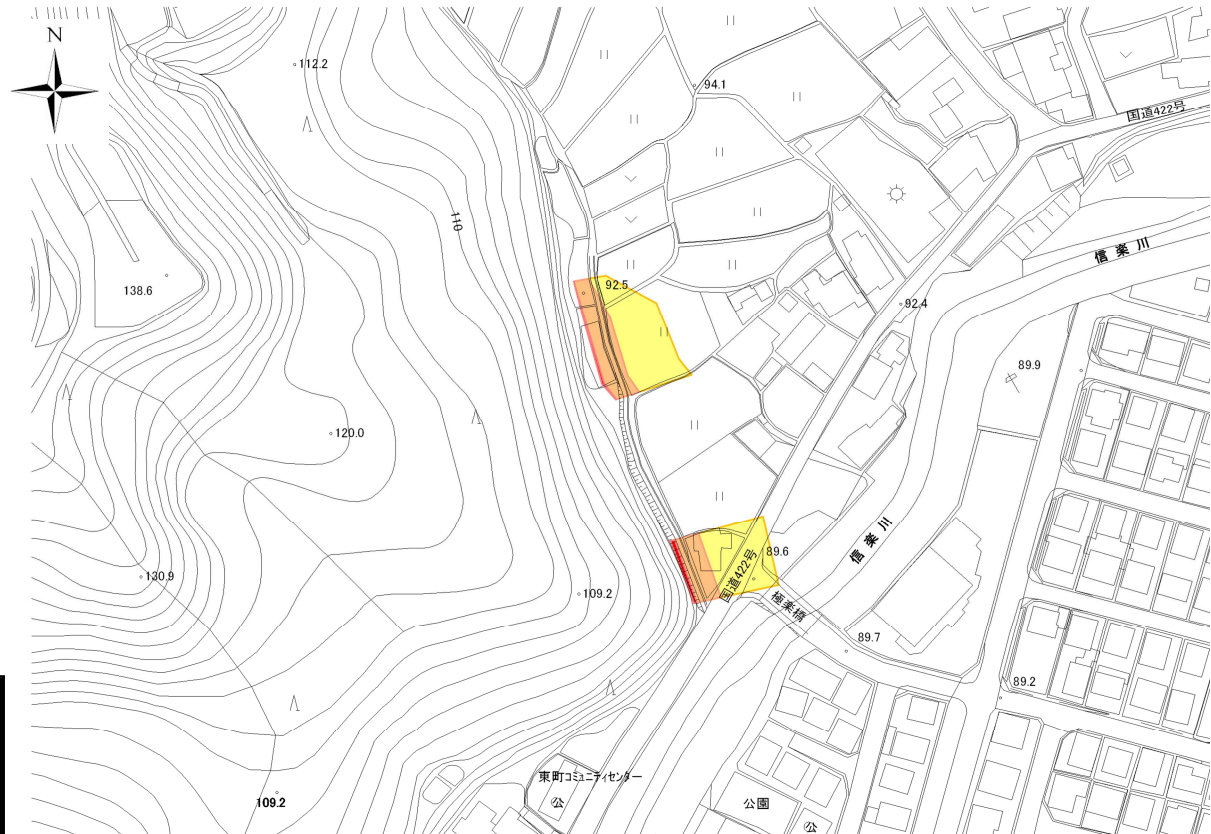 N
112.2
94.1
国道422号
110
信楽川
138.6
92.5
92.4
89.9
120.0
信楽川
89.6
国道422号
130.9
109.2
極楽橋
89.7
89.2
東町コミュニティセンター
公
109.2
公園
公